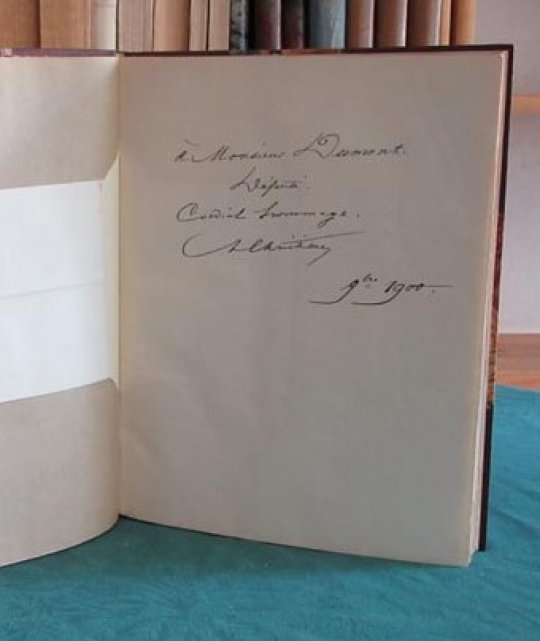 à Monsieur Dumont.
Député.
Cordial hommage.
9bre 1900